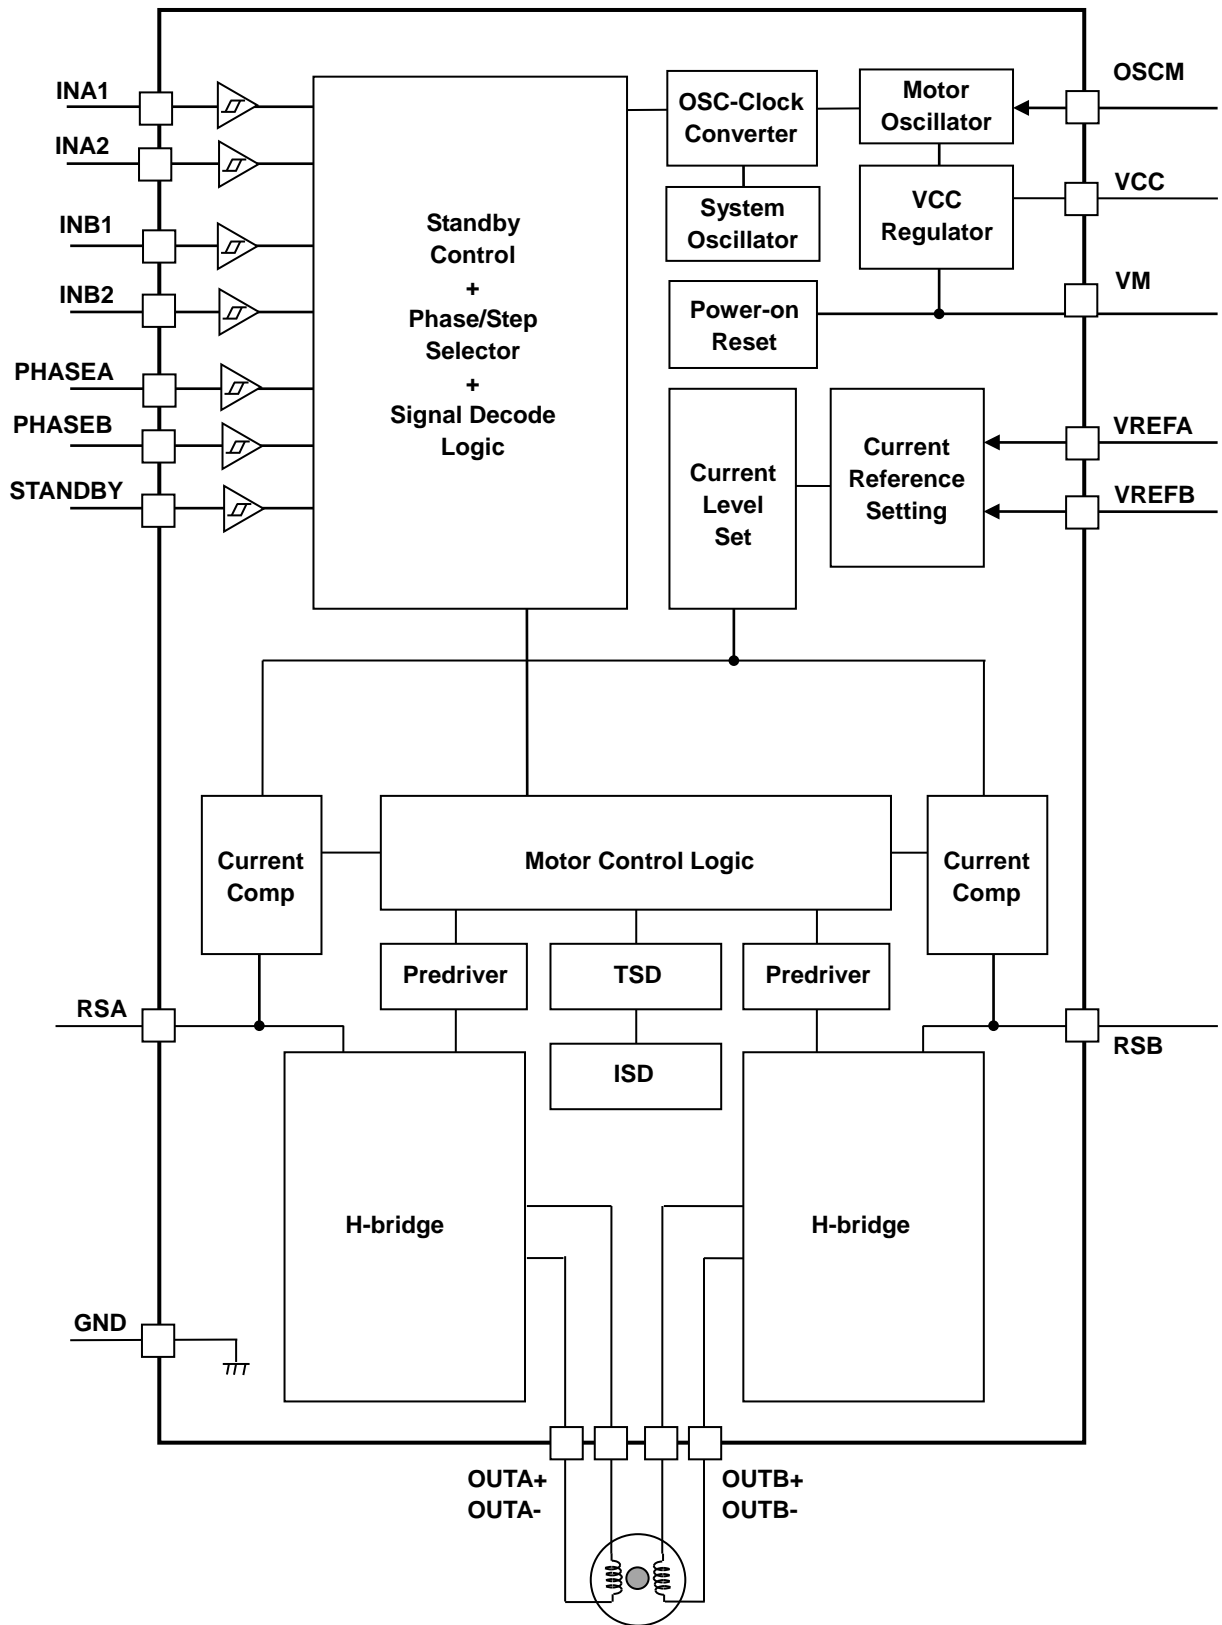 INA1
INA2
INB1
INB2
PHASEA
PHASEB
STANDBY
Standby
Control
+
Phase/Step
Selector
+
Signal Decode
Logic
OSC-Clock
Converter
Motor
Oscillator
System
Oscillator
VCC
Regulator
Power-on
Reset
Current
Level
Set
Current
Reference
Setting
OSCM
VCC
VM
VREFA
VREFB
Current
Comp
Motor Control Logic
Current
Comp
Predriver
TSD
Predriver
RSA
ISD
RSB
H-bridge
H-bridge
GND
OUTA+
OUTA-
OUTB+
OUTB-